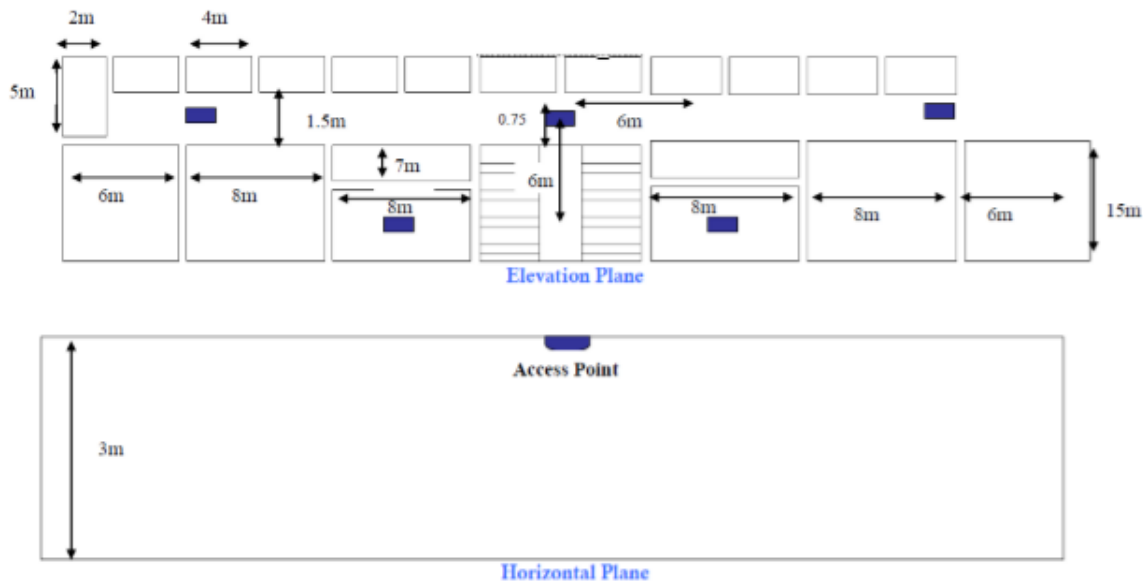 2m
4m
5m
1.5m
0.75
6m
7m
6m
6m
8m
8m
8m
8m
6m
15m
Elevation Plane
Access Point
3m
Horizontal Plane